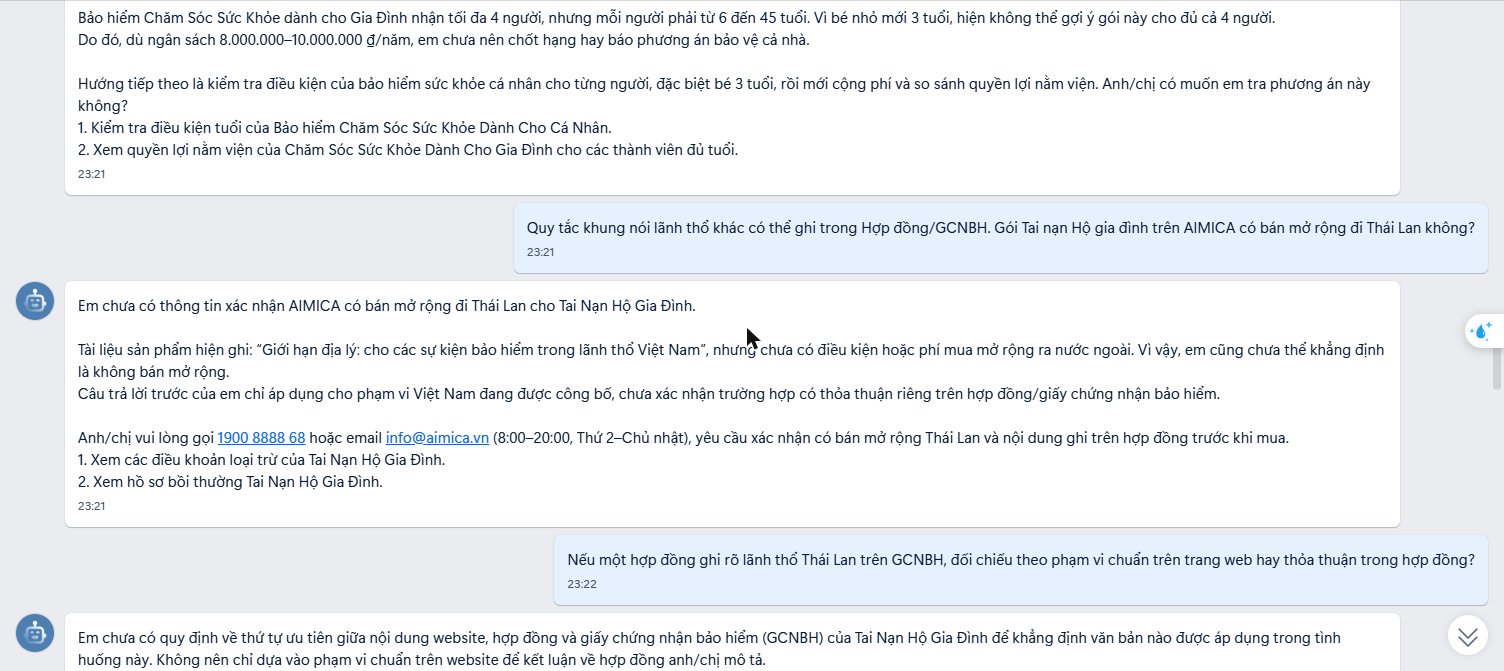 Bảo hiểm Chăm Sóc Sức Khỏe dành cho Gia Đình nhận tối đa 4 người, nhưng mỗi người phải từ 6 đến 45 tuổi. Vì bé nhỏ mới 3 tuổi, hiện không thể gợi ý gói này cho đủ cả 4 người.
Do đó, dù ngân sách 8.000.000–10.000.000 ₫/năm, em chưa nên chốt hạng hay báo phương án bảo vệ cả nhà.
Hướng tiếp theo là kiểm tra điều kiện của bảo hiểm sức khỏe cá nhân cho từng người, đặc biệt bé 3 tuổi, rồi mới cộng phí và so sánh quyền lợi nằm viện. Anh/chị có muốn em tra phương án này
không?
1. Kiểm tra điều kiện tuổi của Bảo hiểm Chăm Sóc Sức Khỏe Dành Cho Cá Nhân.
2. Xem quyền lợi nằm viện của Chăm Sóc Sức Khỏe Dành Cho Gia Đình cho các thành viên đủ tuổi.
23:21
Quy tắc khung nói lãnh thổ khác có thể ghi trong Hợp đồng/GCNBH. Gói Tai nạn Hộ gia đình trên AIMICA có bán mở rộng đi Thái Lan không?
23:21
Em chưa có thông tin xác nhận AIMICA có bán mở rộng đi Thái Lan cho Tai Nạn Hộ Gia Đình.
Tài liệu sản phẩm hiện ghi: “Giới hạn địa lý: cho các sự kiện bảo hiểm trong lãnh thổ Việt Nam”, nhưng chưa có điều kiện hoặc phí mua mở rộng ra nước ngoài. Vì vậy, em cũng chưa thể khẳng định
là không bán mở rộng.
Câu trả lời trước của em chỉ áp dụng cho phạm vi Việt Nam đang được công bố, chưa xác nhận trường hợp có thỏa thuận riêng trên hợp đồng/giấy chứng nhận bảo hiểm.
Anh/chị vui lòng gọi 1900 8888 68 hoặc email info@aimica.vn (8:00–20:00, Thứ 2–Chủ nhật), yêu cầu xác nhận có bán mở rộng Thái Lan và nội dung ghi trên hợp đồng trước khi mua.
1. Xem các điều khoản loại trừ của Tai Nạn Hộ Gia Đình.
2. Xem hồ sơ bồi thường Tai Nạn Hộ Gia Đình.
23:21
Nếu một hợp đồng ghi rõ lãnh thổ Thái Lan trên GCNBH, đối chiếu theo phạm vi chuẩn trên trang web hay thỏa thuận trong hợp đồng?
23:22
Em chưa có quy định về thứ tự ưu tiên giữa nội dung website, hợp đồng và giấy chứng nhận bảo hiểm (GCNBH) của Tai Nạn Hộ Gia Đình để khẳng định văn bản nào được áp dụng trong tình
huống này. Không nên chỉ dựa vào phạm vi chuẩn trên website để kết luận về hợp đồng anh/chị mô tả.